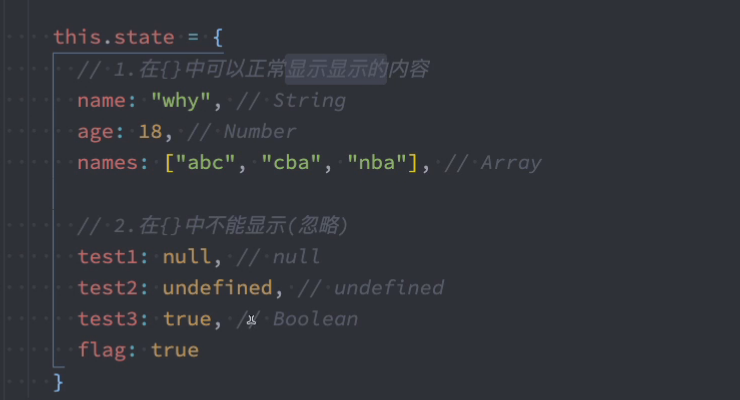 this.state = {
// 1.在{}中可以正常显示显示的内容
name: "why", // String
age: 18, // Number
names: ["abc", "cba", "nba"], // Array
// 2.在{}中不能显示(忽略)
test1: null, // null
test2: undefined, // undefined
test3: true, // Boolean
flag: true
}